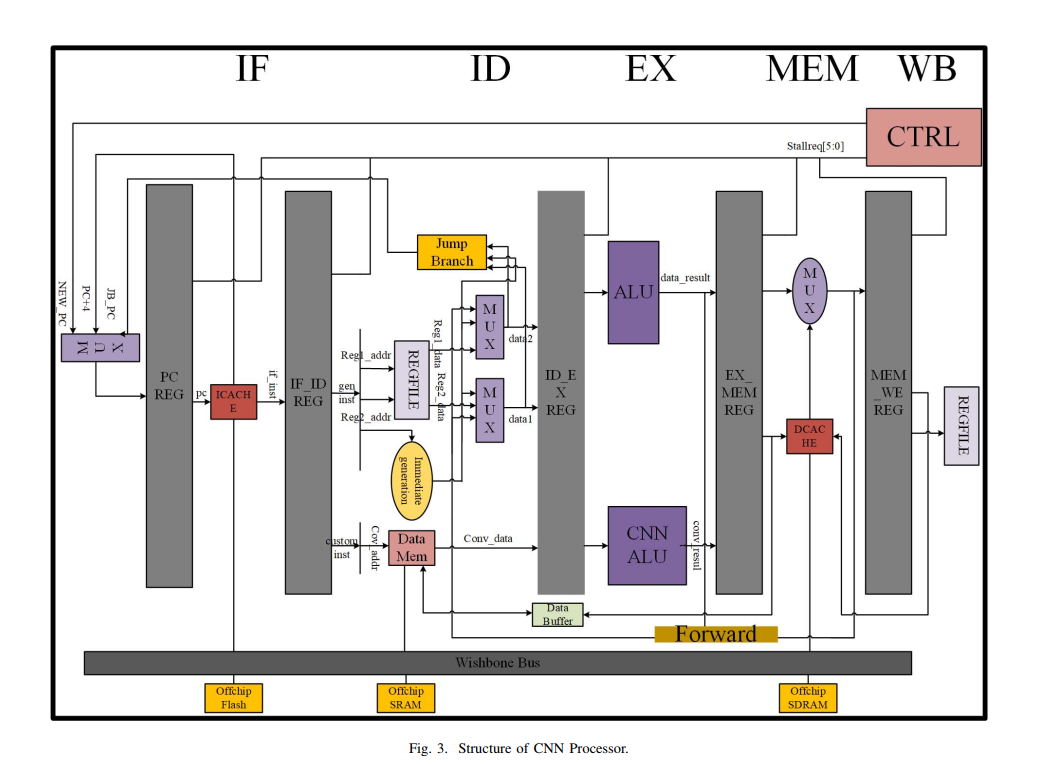 IF
ID
EX
MEM
WB
CTRL
Stallreq[5:0]
NEW_PC
PC+4
JB_PC
MUX
PC
REG
pc
ICACH
E
if_inst
IF_ID
REG
Jump
Branch
Reg1_addr
gen
inst
Reg2_addr
REGFILE
Reg1_data
Reg2_data
M
U
X
data2
M
U
X
data1
Immediate
generation
custom
inst
Cov_addr
Data
Mem
Conv_data
ID_E
X
REG
ALU
data_result
CNN
ALU
conv_resul
Data
Buffer
EX_
MEM
REG
M
U
X
DCAC
HE
MEM
_WE
REG
REGFILE
Forward
Wishbone Bus
Offchip
Flash
Offchip
SRAM
Offchip
SDRAM
Fig. 3. Structure of CNN Processor.